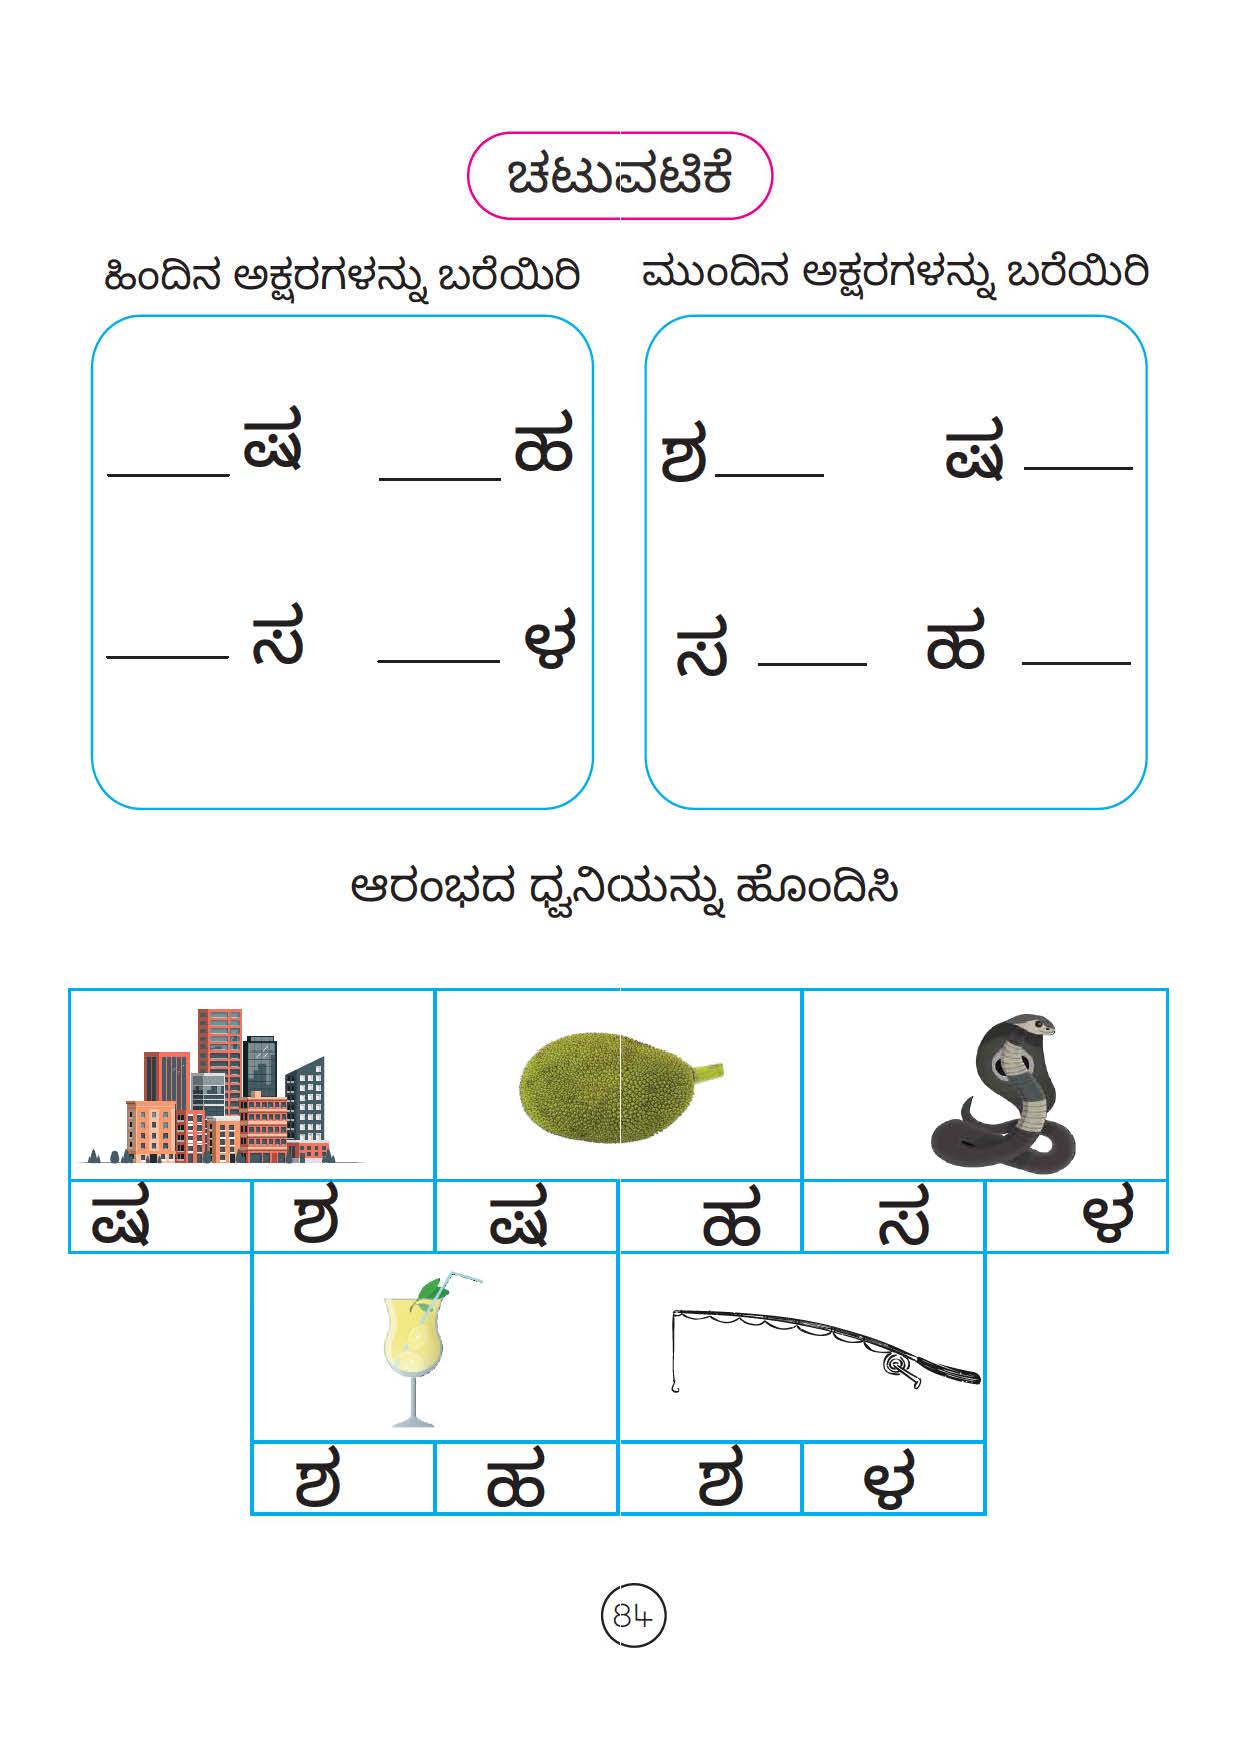 ಚಟುವಟಿಕೆ
ಹಿಂದಿನ ಅಕ್ಷರಗಳನ್ನು ಬರೆಯಿರಿ
ಮುಂದಿನ ಅಕ್ಷರಗಳನ್ನು ಬರೆಯಿರಿ
____ ಷ ____ ಹ
ಶ ____ ಷ ____
____ ಸ ____ ಳ
ಸ ____ ಹ ____
ಆರಂಭದ ಧ್ವನಿಯನ್ನು ಹೊಂದಿಸಿ
ಷ ಶ ಷ ಹ ಸ ಳ
ಶ ಹ ಶ ಳ
84